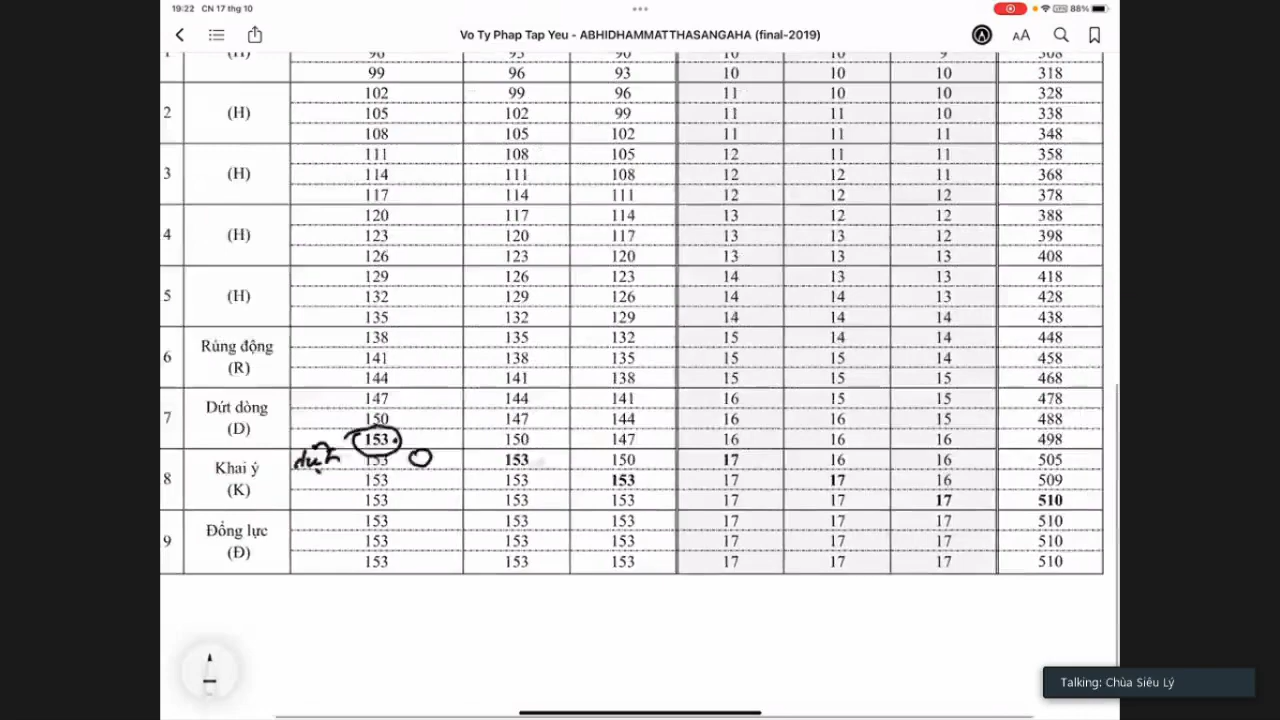 19:22 CN 17 thg 10
VPN 88%
Vo Ty Phap Tap Yeu - ABHIDHAMMATTHASANGAHA (final-2019)
AA
1 (H) 96 93 90 10 9 308
99 96 93 10 10 10 318
102 99 96 11 10 10 328
2 (H) 105 102 99 11 11 10 338
108 105 102 11 11 11 348
111 108 105 12 11 11 358
3 (H) 114 111 108 12 12 11 368
117 114 111 12 12 12 378
120 117 114 13 12 12 388
4 (H) 123 120 117 13 13 12 398
126 123 120 13 13 13 408
129 126 123 14 13 13 418
5 (H) 132 129 126 14 14 13 428
135 132 129 14 14 14 438
138 135 132 15 14 14 448
6 Rúng động (R) 141 138 135 15 15 14 458
144 141 138 15 15 15 468
147 144 141 16 15 15 478
7 Dứt dòng (D) 150 147 144 16 16 15 488
153 150 147 16 16 16 498
153 153 150 17 16 16 505
8 Khai ý (K) 153 153 153 17 17 16 509
153 153 153 17 17 17 510
153 153 153 17 17 17 510
9 Đổng lực (Đ) 153 153 153 17 17 17 510
153 153 153 17 17 17 510
Talking: Chùa Siêu Lý